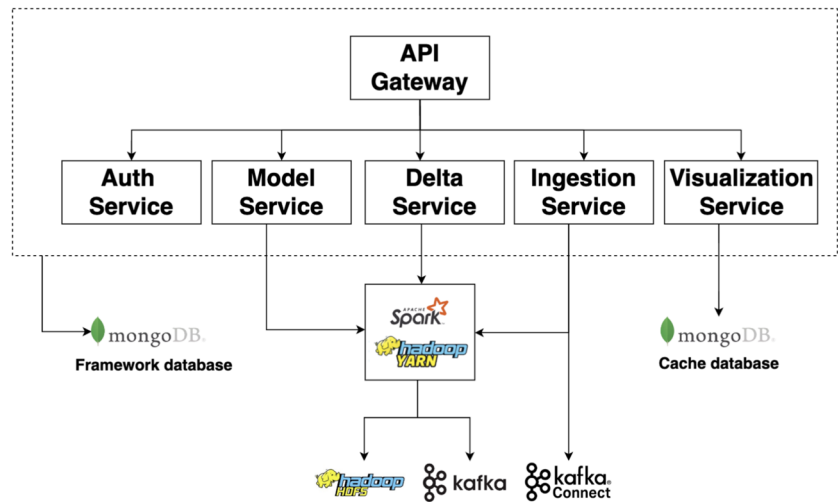 API
Gateway
Auth
Service
Model
Service
Delta
Service
Ingestion
Service
Visualization
Service
APACHE
Spark™
hadoop
YARN
mongoDB®
Framework database
mongoDB®
Cache database
hadoop
HDFS
kafka
kafka®
Connect